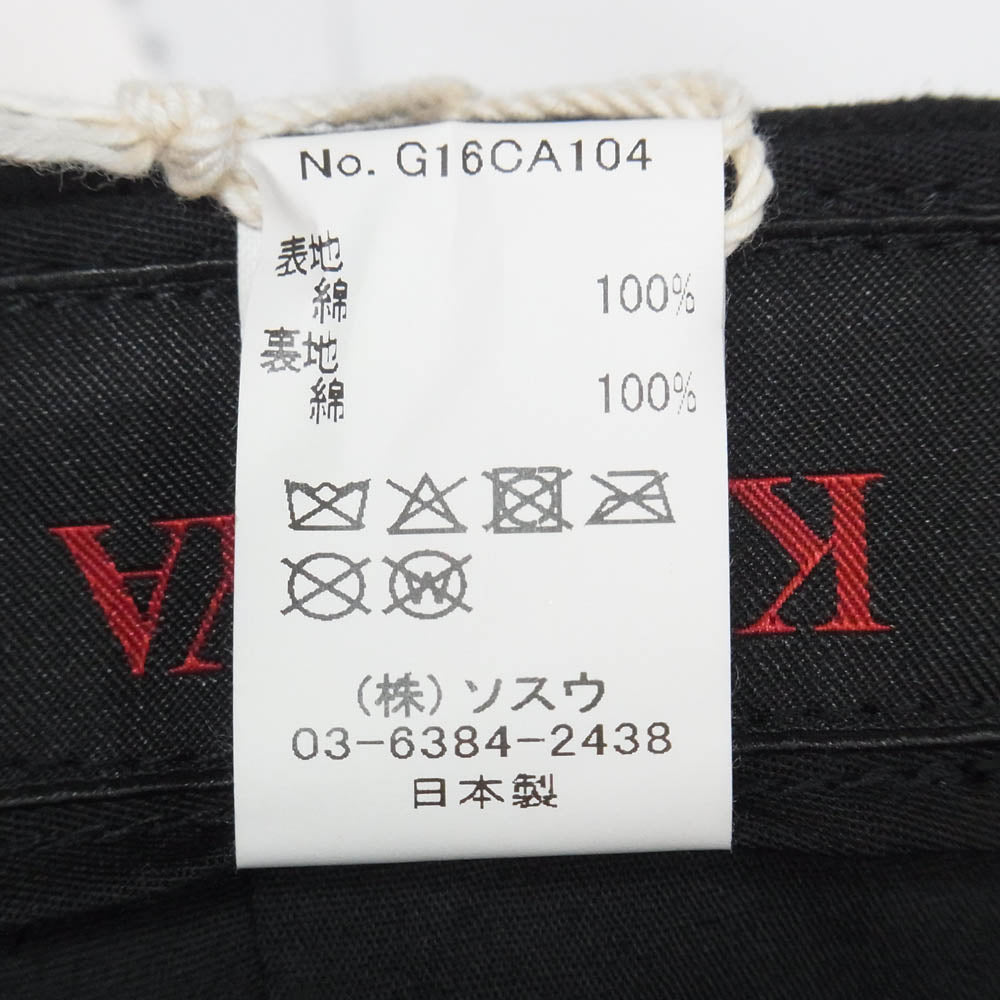 No. G16CA104
表地
綿 100%
裏地
綿 100%
(株)ソスウ
03-6384-2438
日本製
K